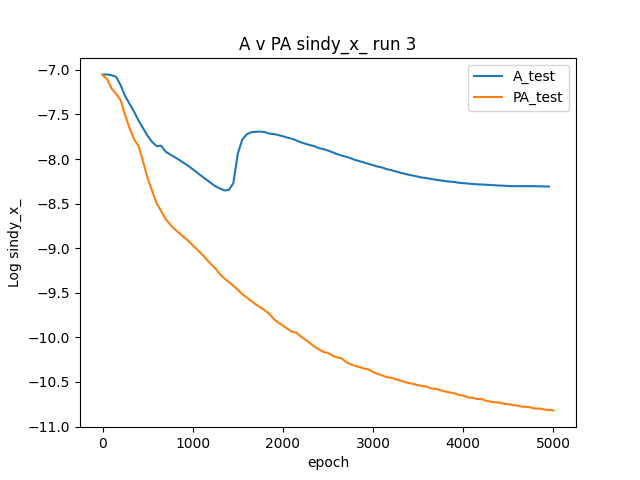 A v PA sindy_x_ run 3
A_test
PA_test
Log sindy_x_
−7.0
−7.5
−8.0
−8.5
−9.0
−9.5
−10.0
−10.5
−11.0
0 1000 2000 3000 4000 5000
epoch